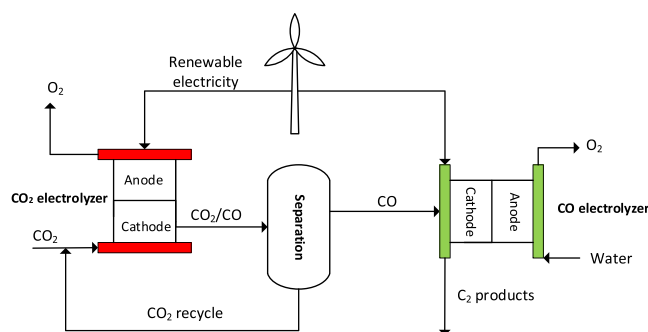 Renewable
electricity
O₂
O₂
Anode
CO₂ electrolyzer
Cathode
CO₂
CO₂/CO
Separation
CO
Cathode
Anode
CO electrolyzer
Water
C₂ products
CO₂ recycle